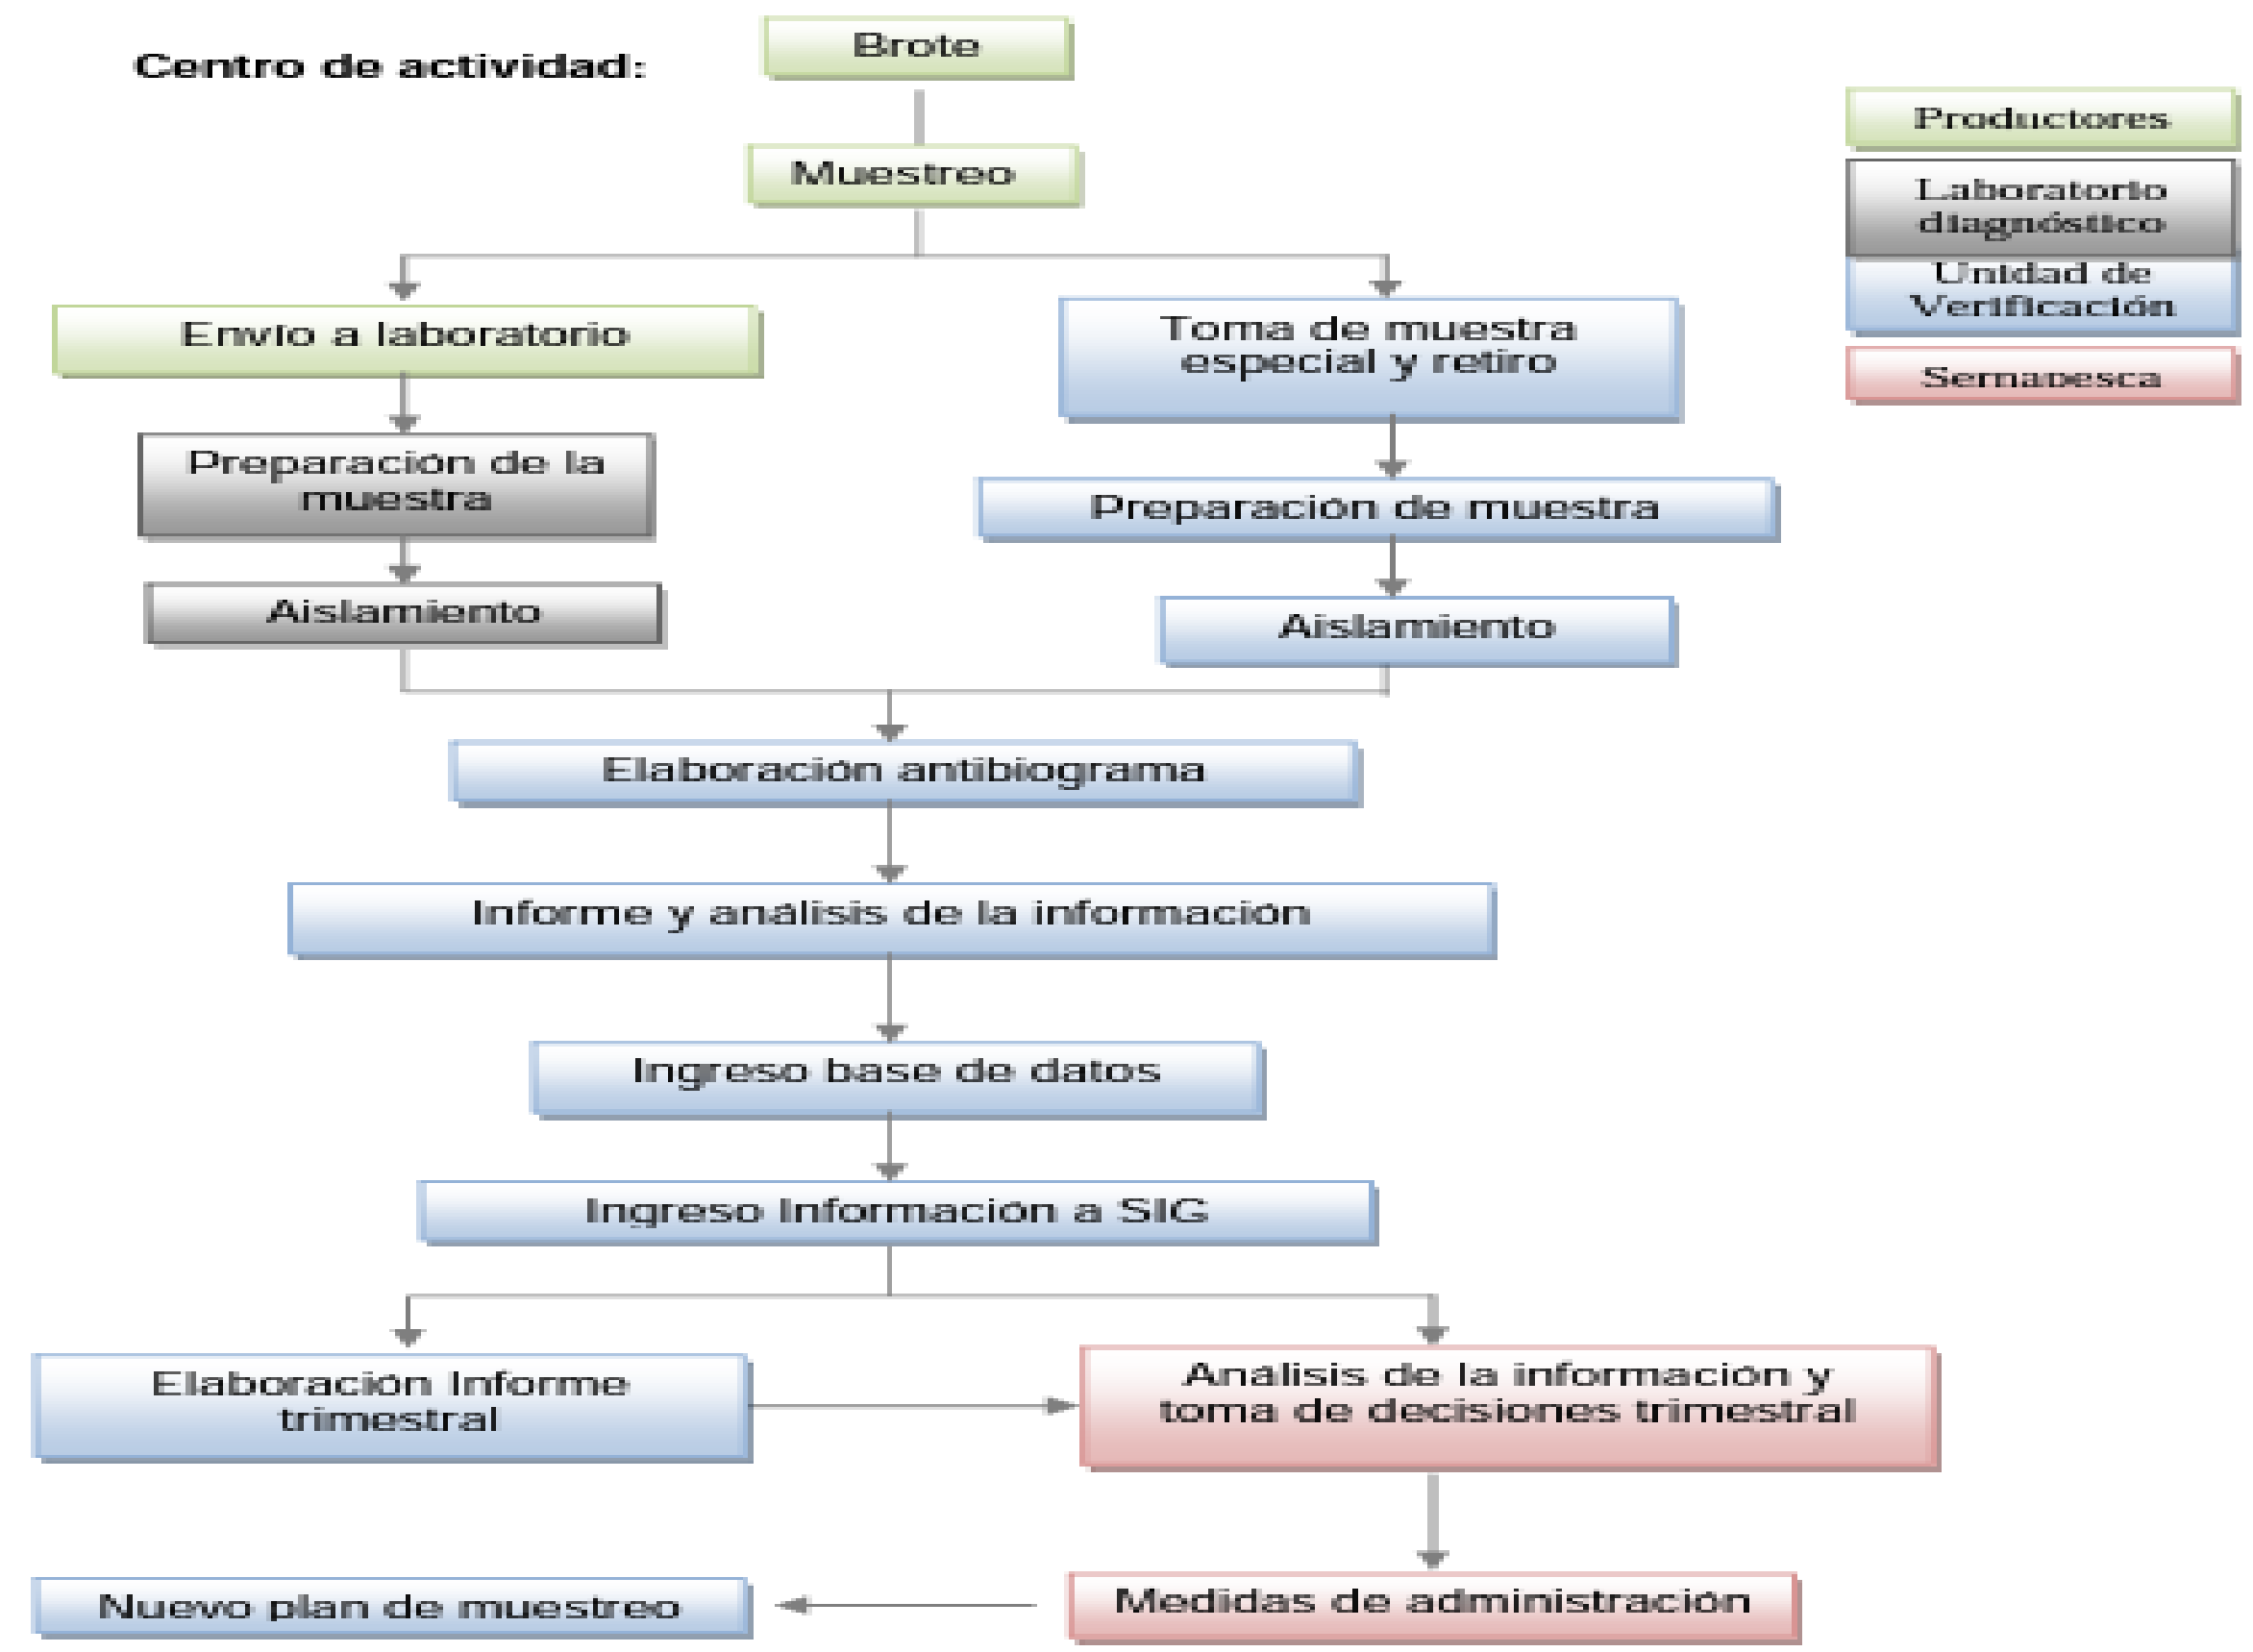 Centro de actividad:
Brote
Muestreo
Productores
Laboratorio
diagnóstico
Unidad de
Verificación
Sernapesca
Envío a laboratorio
Toma de muestra
especial y retiro
Preparación de la
muestra
Preparación de muestra
Aislamiento
Aislamiento
Elaboración antibiograma
Informe y análisis de la información
Ingreso base de datos
Ingreso Información a SIG
Elaboración Informe
trimestral
Análisis de la información y
toma de decisiones trimestral
Medidas de administración
Nuevo plan de muestreo